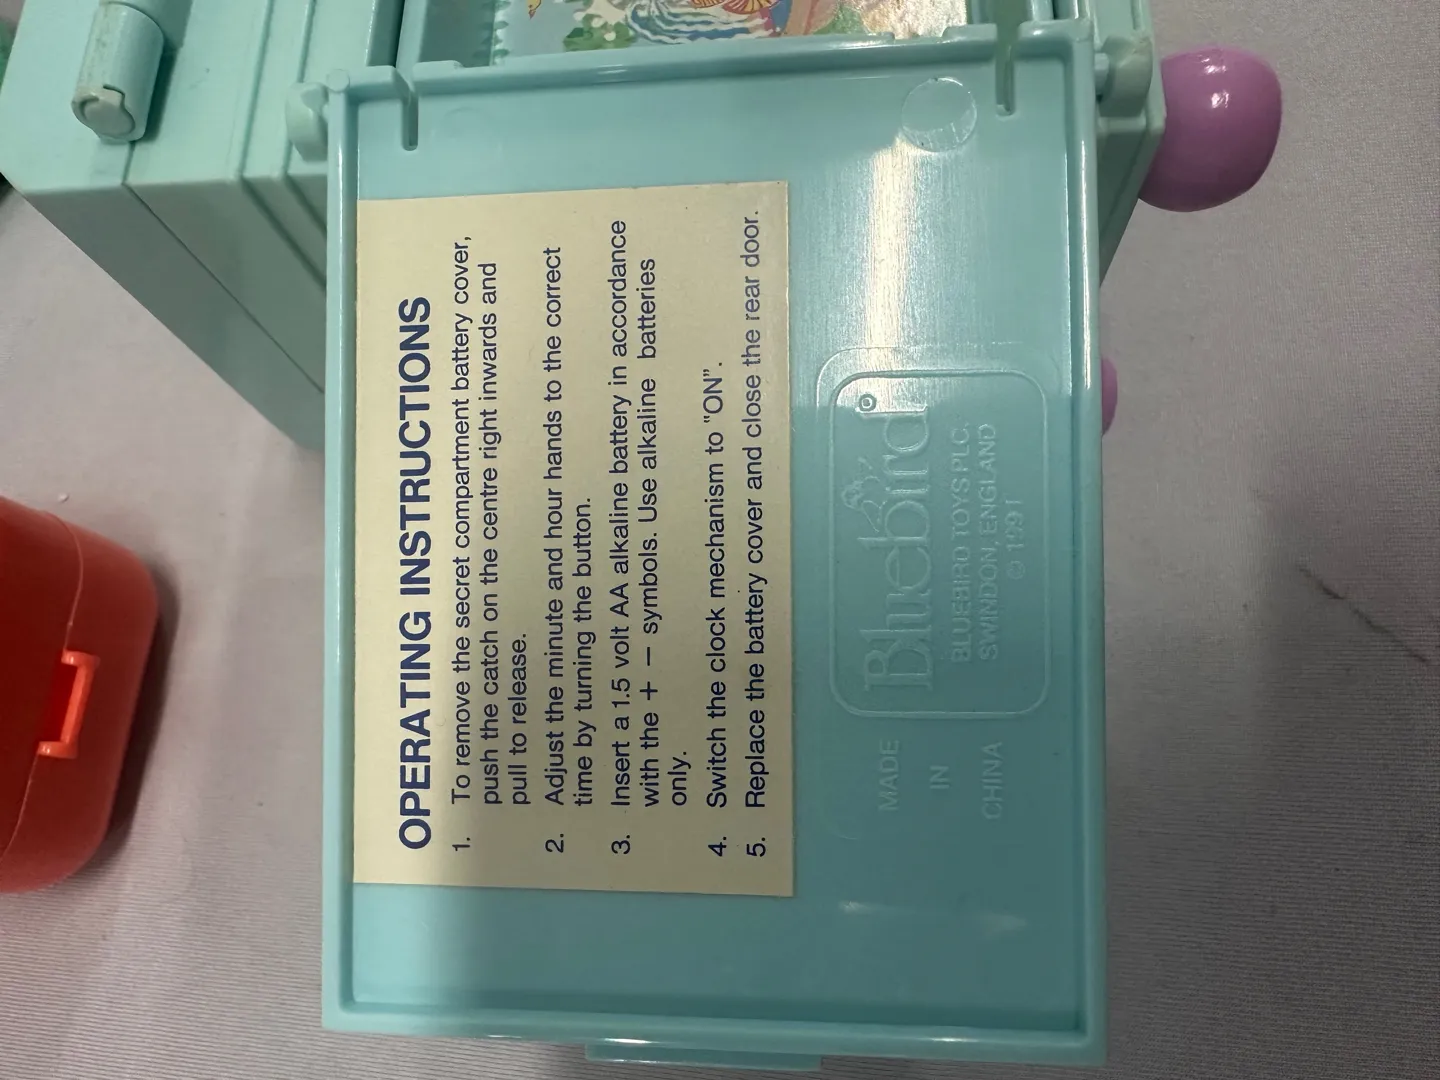 OPERATING INSTRUCTIONS
1. To remove the secret compartment battery cover,
push the catch on the centre right inwards and
pull to release.
2. Adjust the minute and hour hands to the correct
time by turning the button.
3. Insert a 1.5 volt AA alkaline battery in accordance
with the + − symbols. Use alkaline batteries
only.
4. Switch the clock mechanism to "ON".
5. Replace the battery cover and close the rear door.
MADE
IN
CHINA
Bluebird®
BLUEBIRD TOYS PLC.
SWINDON, ENGLAND
© 1991